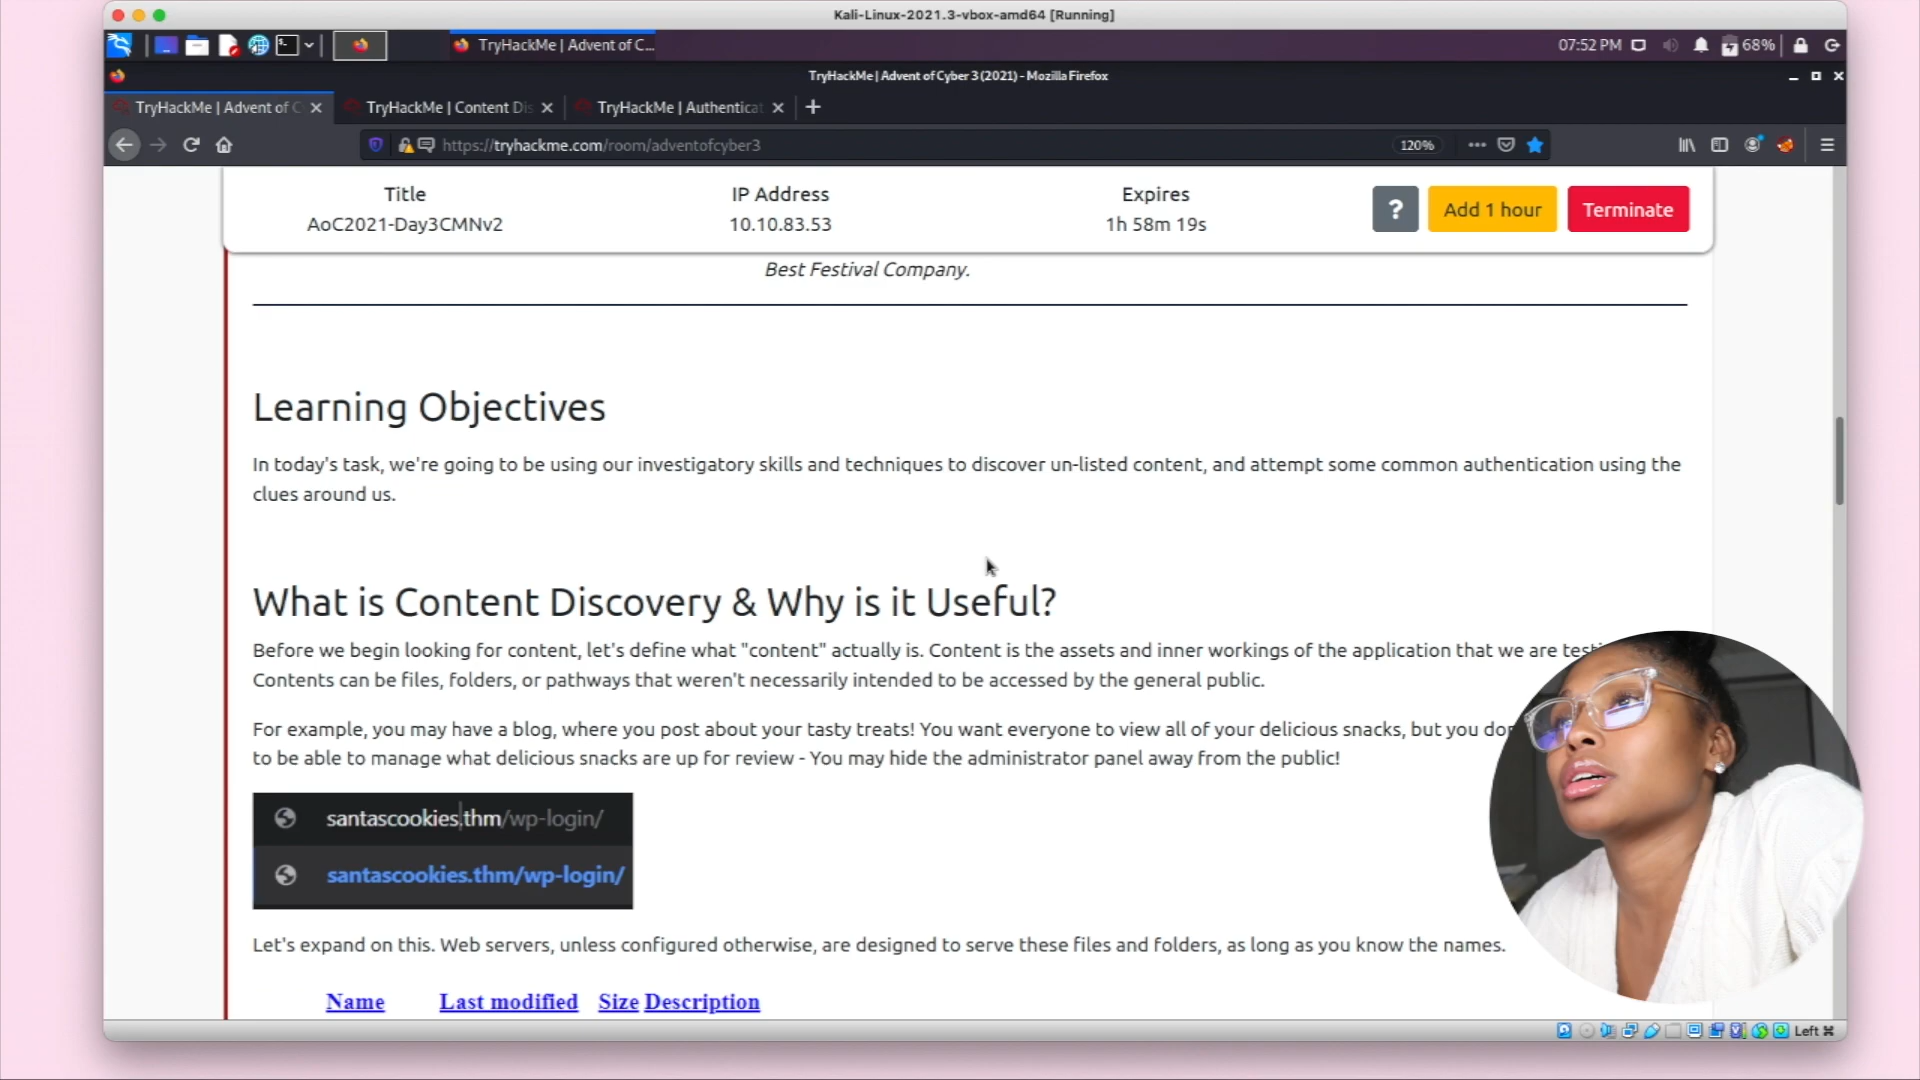 Kali-Linux-2021.3-vbox-amd64 [Running]
TryHackMe | Advent of C...
07:52 PM
68%
TryHackMe | Advent of Cyber 3 (2021) - Mozilla Firefox
TryHackMe | Advent of C
TryHackMe | Content Dis
TryHackMe | Authenticat
https://tryhackme.com/room/adventofcyber3
120%
Title
IP Address
Expires
AoC2021-Day3CMNv2
10.10.83.53
1h 58m 19s
?
Add 1 hour
Terminate
Best Festival Company.
Learning Objectives
In today's task, we're going to be using our investigatory skills and techniques to discover un-listed content, and attempt some common authentication using the
clues around us.
What is Content Discovery & Why is it Useful?
Before we begin looking for content, let's define what "content" actually is. Content is the assets and inner workings of the application that we are
Contents can be files, folders, or pathways that weren't necessarily intended to be accessed by the general public.
For example, you may have a blog, where you post about your tasty treats! You want everyone to view all of your delicious snacks, but you
to be able to manage what delicious snacks are up for review - You may hide the administrator panel away from the public!
santascookies.thm/wp-login/
santascookies.thm/wp-login/
Let's expand on this. Web servers, unless configured otherwise, are designed to serve these files and folders, as long as you know the names.
Name
Last modified
Size
Description
Left ⌘